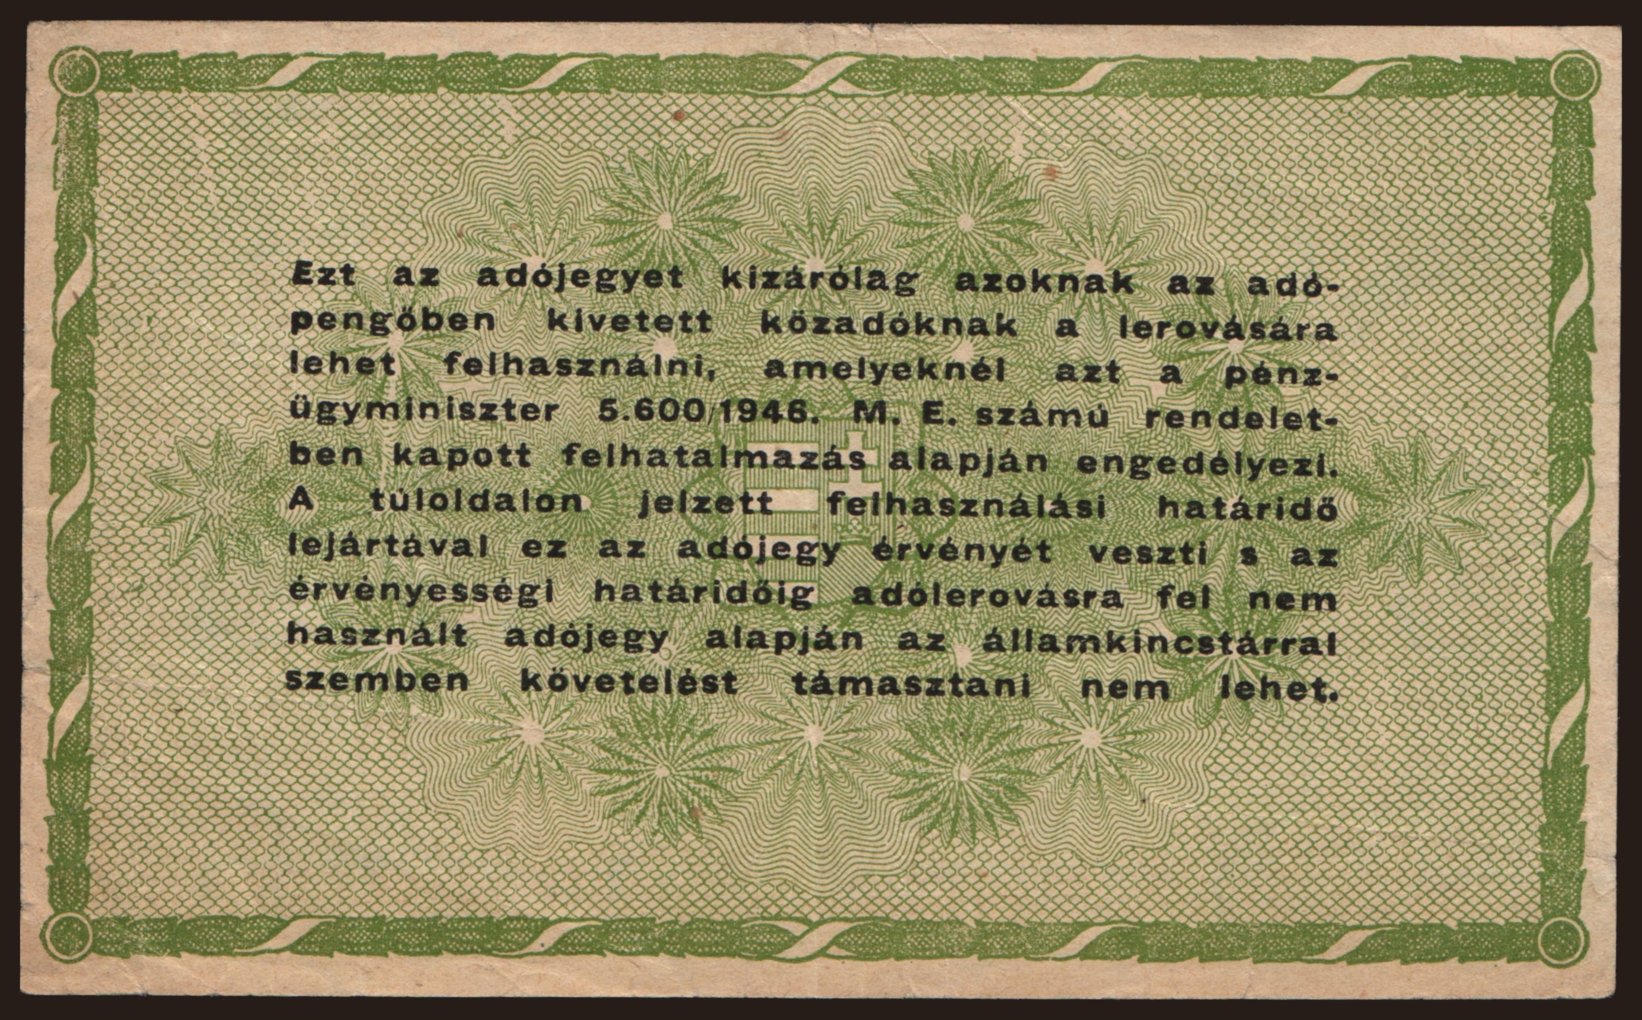 Ezt az adójegyet kizárólag azoknak az adó-
pengőben kivetett közadóknak a lerovására
lehet felhasználni, amelyeknél azt a pénz-
ügyminiszter 5.600/1946. M. E. számú rendelet-
ben kapott felhatalmazás alapján engedélyezi.
A túloldalon jelzett felhasználási határidő
lejártával ez az adójegy érvényét veszti s az
érvényességi határidőig adólerovásra fel nem
használt adójegy alapján az államkincstárral
szemben követelést támasztani nem lehet.